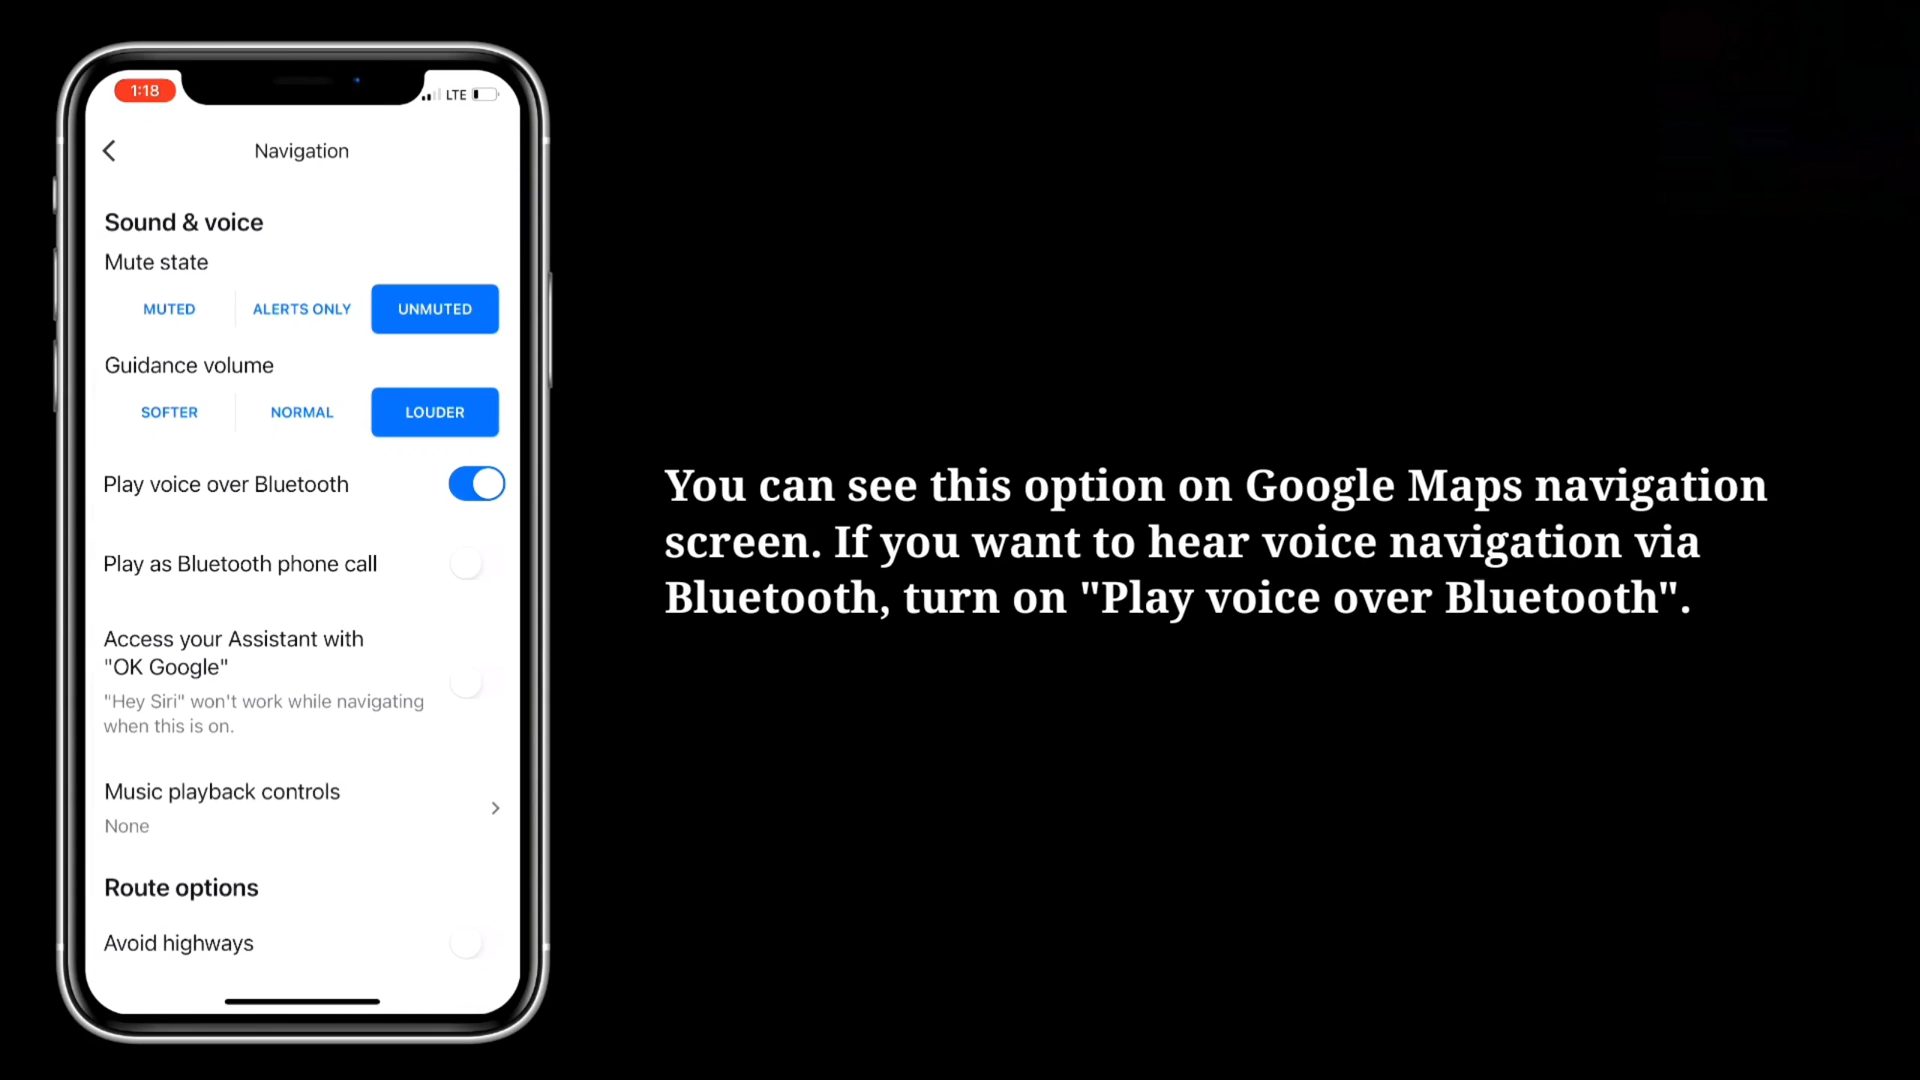 1:18
LTE
Navigation
Sound & voice
Mute state
MUTED
ALERTS ONLY
UNMUTED
Guidance volume
SOFTER
NORMAL
LOUDER
Play voice over Bluetooth
Play as Bluetooth phone call
Access your Assistant with
"OK Google"
"Hey Siri" won't work while navigating
when this is on.
Music playback controls
None
Route options
Avoid highways
You can see this option on Google Maps navigation
screen. If you want to hear voice navigation via
Bluetooth, turn on "Play voice over Bluetooth".